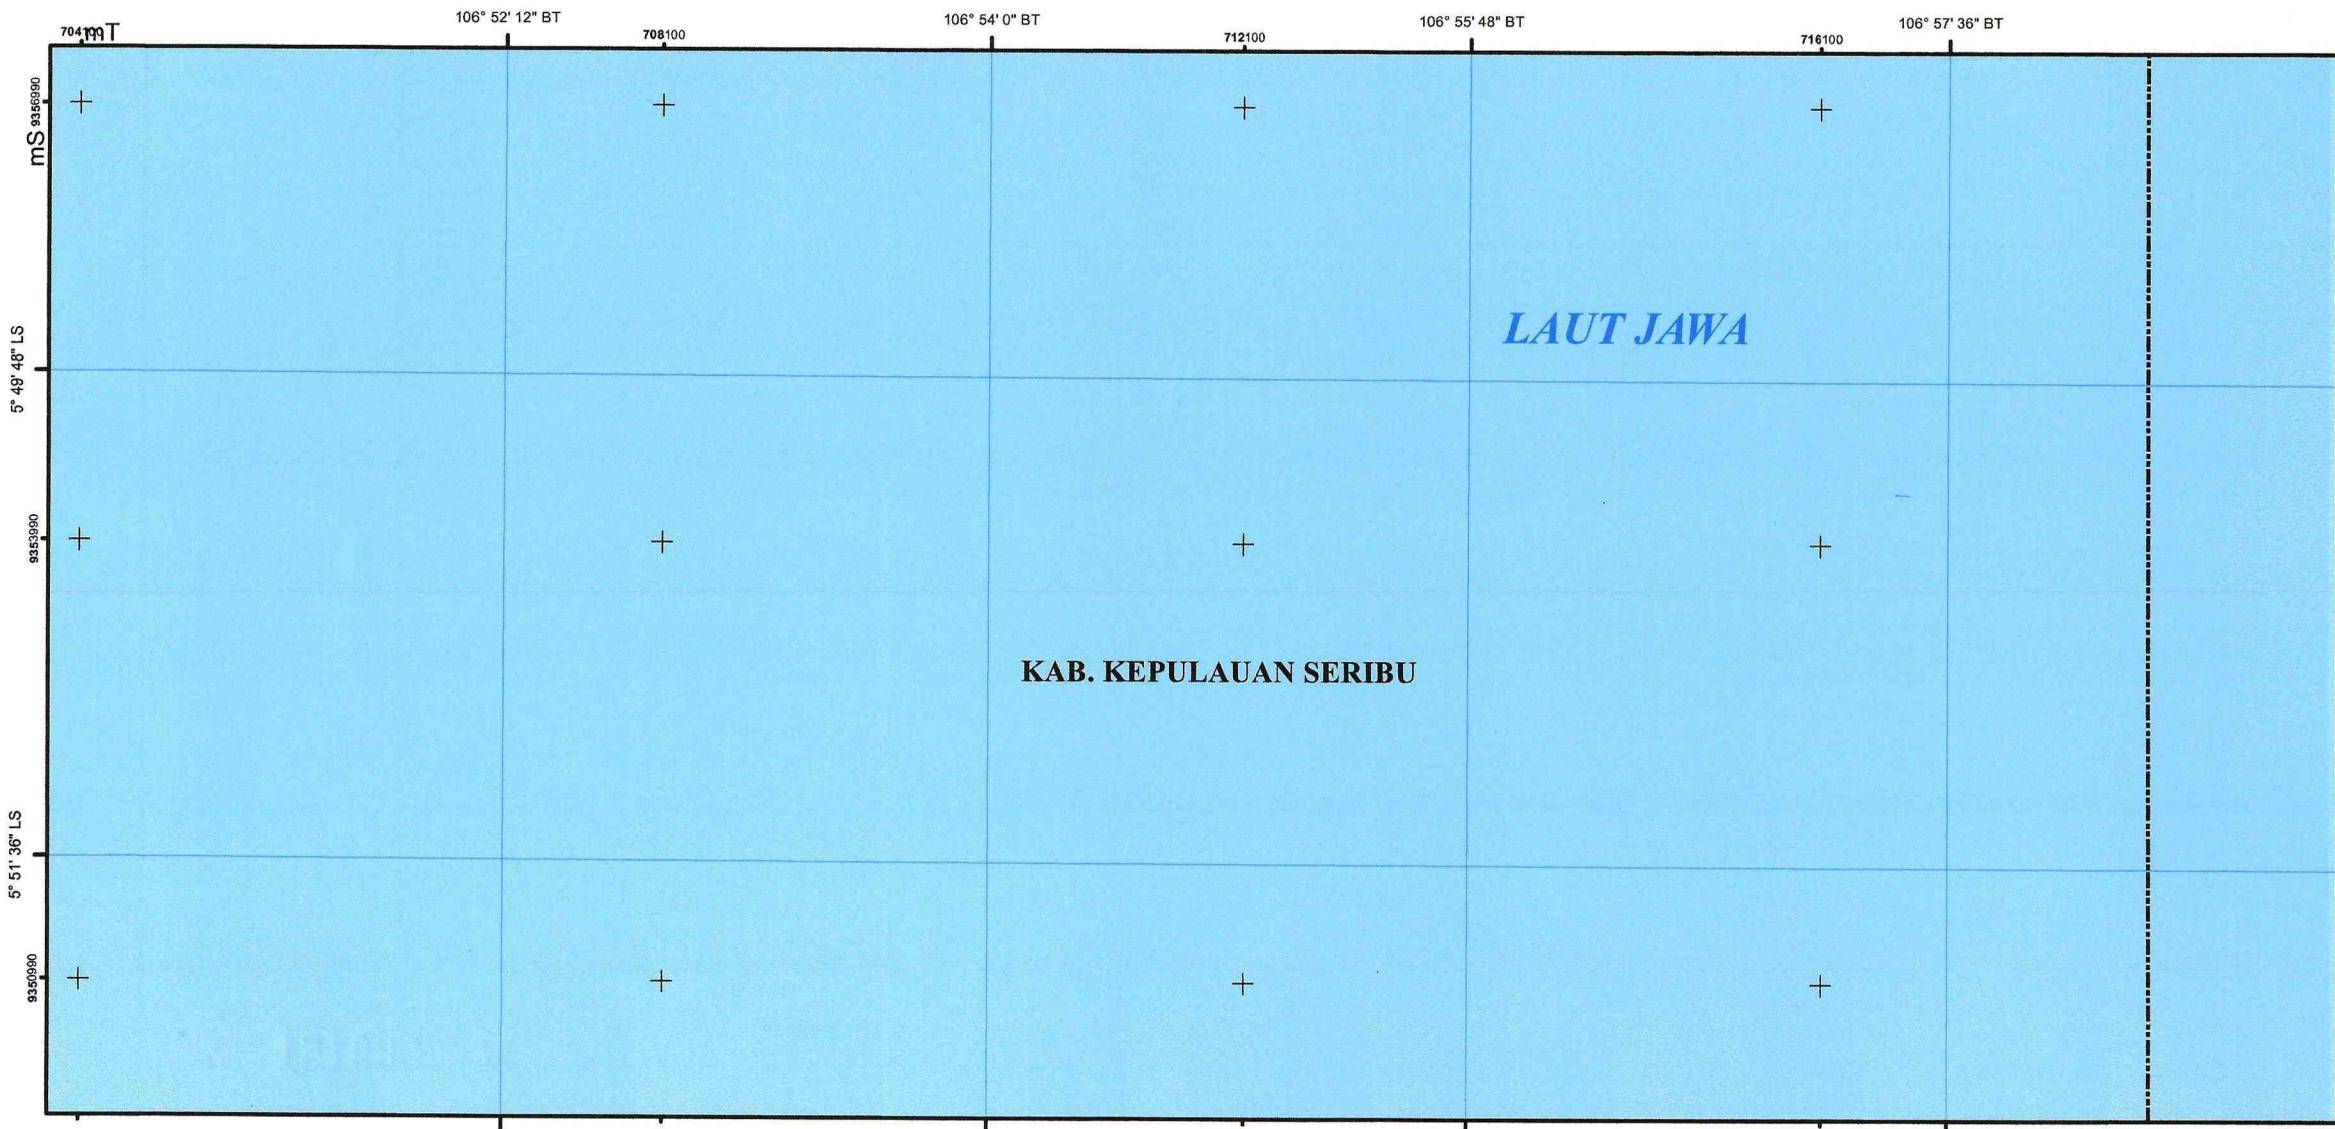 106° 52' 12" BT
106° 54' 0" BT
106° 55' 48" BT
106° 57' 36" BT
704100
mT
708100
712100
716100
9356990
mS
LAUT JAWA
5° 49' 48" LS
9353990
KAB. KEPULAUAN SERIBU
5° 51' 36" LS
9350990